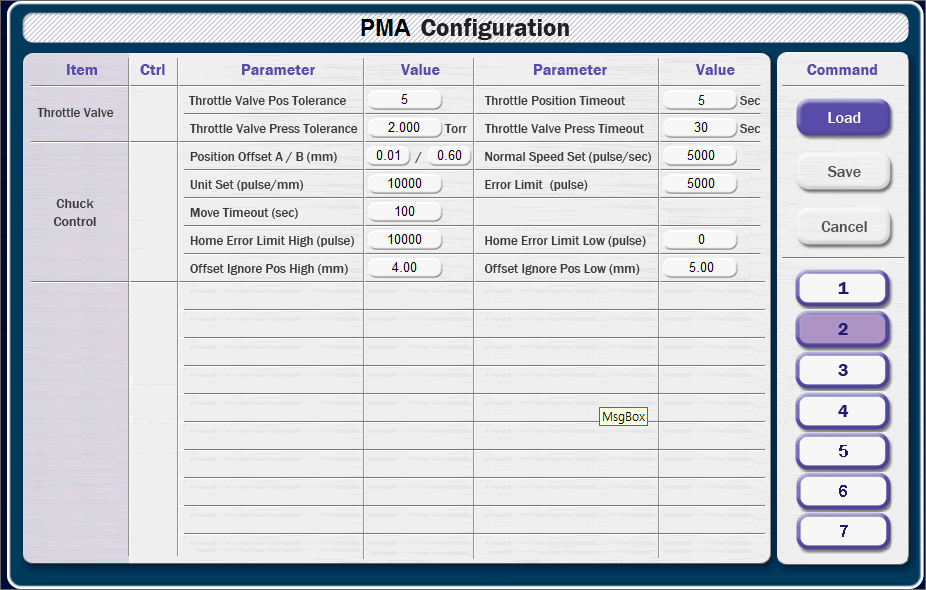 PMA Configuration
Item Ctrl Parameter Value Parameter Value
Throttle Valve
Throttle Valve Pos Tolerance 5 Throttle Position Timeout 5 Sec
Throttle Valve Press Tolerance 2.000 Torr Throttle Valve Press Timeout 30 Sec
Chuck
Control
Position Offset A / B (mm) 0.01 / 0.60 Normal Speed Set (pulse/sec) 5000
Unit Set (pulse/mm) 10000 Error Limit (pulse) 5000
Move Timeout (sec) 100
Home Error Limit High (pulse) 10000 Home Error Limit Low (pulse) 0
Offset Ignore Pos High (mm) 4.00 Offset Ignore Pos Low (mm) 5.00
MsgBox
Command
Load
Save
Cancel
1
2
3
4
5
6
7